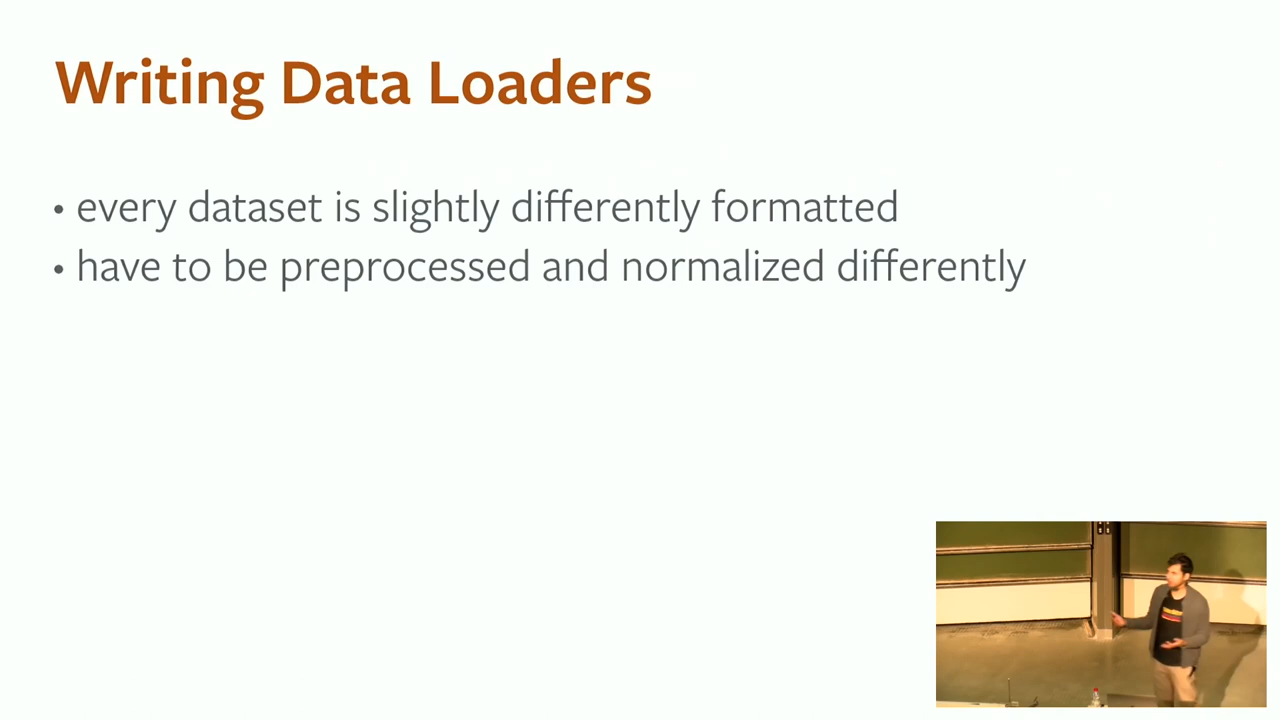 Writing Data Loaders
• every dataset is slightly differently formatted
• have to be preprocessed and normalized differently